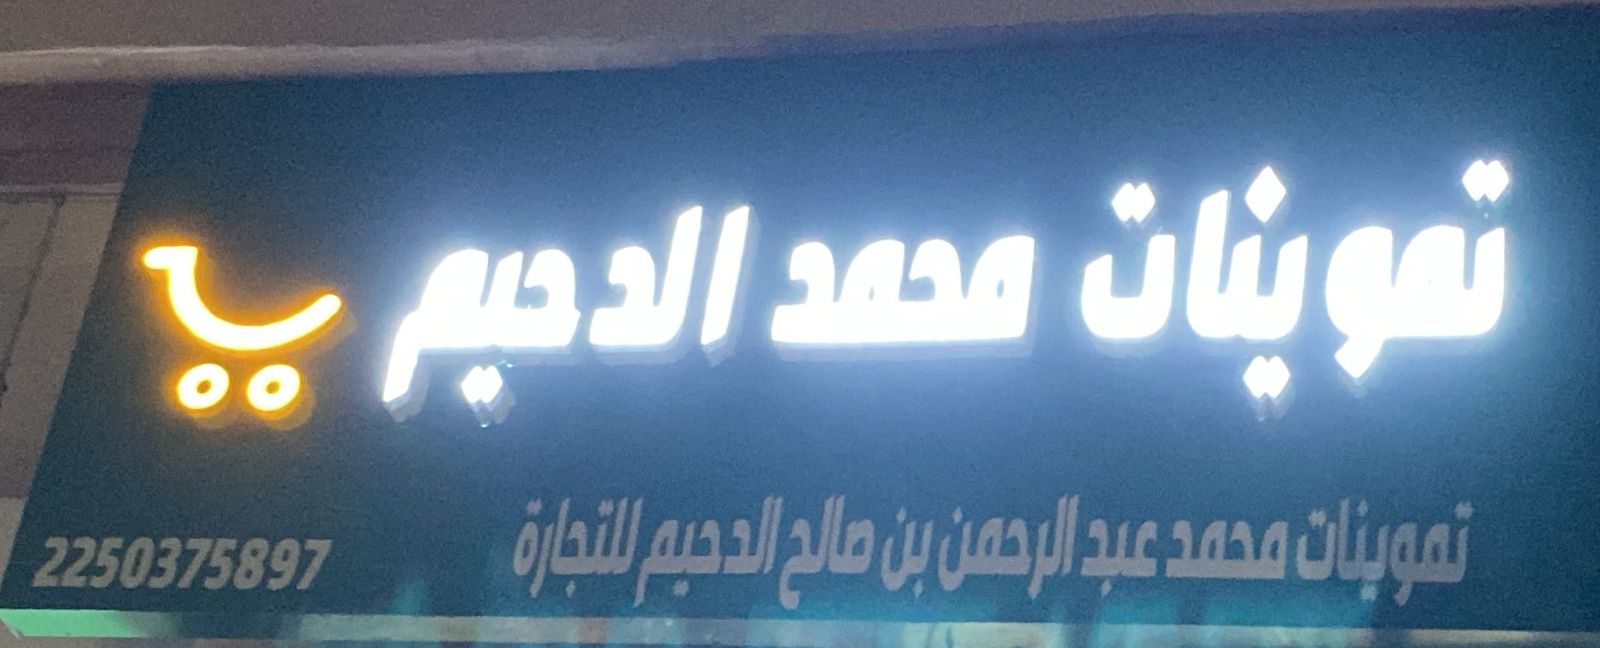 تموينات محمد الدحيم
تموينات محمد عبد الرحمن بن صالح الدحيم للتجارة
2250375897